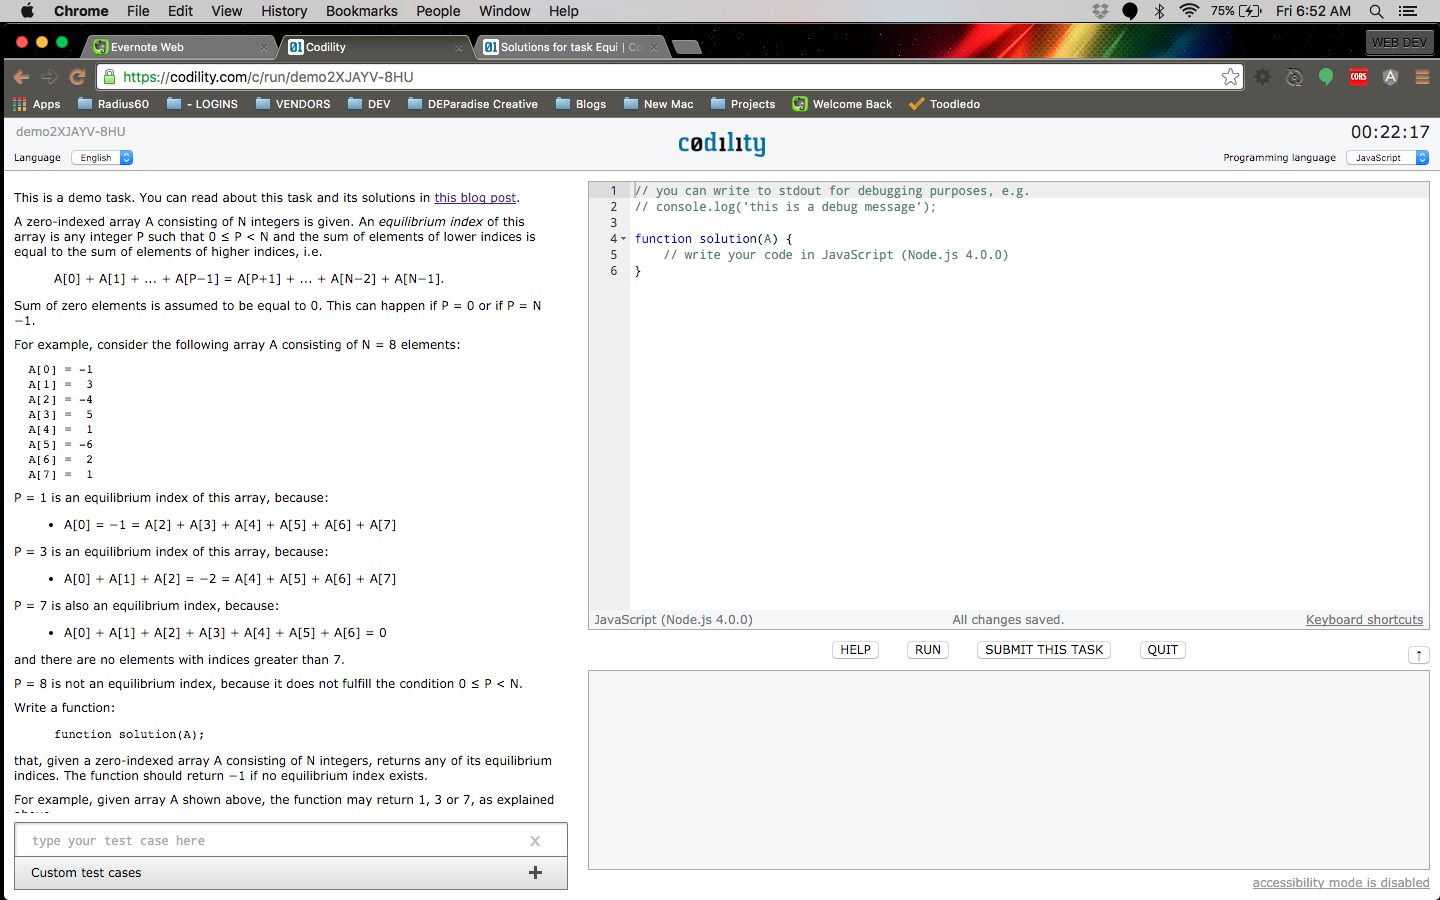 Chrome File Edit View History Bookmarks People Window Help 75% Fri 6:52 AM
Evernote Web
Codility
Solutions for task Equi | Co
WEB DEV
https://codility.com/c/run/demo2XJAYV-8HU
CORS
Apps Radius60 - LOGINS VENDORS DEV DEParadise Creative Blogs New Mac Projects Welcome Back Toodledo
demo2XJAYV-8HU
codility
00:22:17
Language English
Programming language JavaScript
This is a demo task. You can read about this task and its solutions in this blog post.
A zero-indexed array A consisting of N integers is given. An equilibrium index of this
array is any integer P such that 0 ≤ P < N and the sum of elements of lower indices is
equal to the sum of elements of higher indices, i.e.
A[0] + A[1] + ... + A[P−1] = A[P+1] + ... + A[N−2] + A[N−1].
Sum of zero elements is assumed to be equal to 0. This can happen if P = 0 or if P = N
−1.
For example, consider the following array A consisting of N = 8 elements:
A[0] = -1
A[1] = 3
A[2] = -4
A[3] = 5
A[4] = 1
A[5] = -6
A[6] = 2
A[7] = 1
P = 1 is an equilibrium index of this array, because:
• A[0] = −1 = A[2] + A[3] + A[4] + A[5] + A[6] + A[7]
P = 3 is an equilibrium index of this array, because:
• A[0] + A[1] + A[2] = −2 = A[4] + A[5] + A[6] + A[7]
P = 7 is also an equilibrium index, because:
• A[0] + A[1] + A[2] + A[3] + A[4] + A[5] + A[6] = 0
and there are no elements with indices greater than 7.
P = 8 is not an equilibrium index, because it does not fulfill the condition 0 ≤ P < N.
Write a function:
function solution(A);
that, given a zero-indexed array A consisting of N integers, returns any of its equilibrium
indices. The function should return −1 if no equilibrium index exists.
For example, given array A shown above, the function may return 1, 3 or 7, as explained
type your test case here x
Custom test cases +
1 // you can write to stdout for debugging purposes, e.g.
2 // console.log('this is a debug message');
3
4 function solution(A) {
5 // write your code in JavaScript (Node.js 4.0.0)
6 }
JavaScript (Node.js 4.0.0) All changes saved. Keyboard shortcuts
HELP RUN SUBMIT THIS TASK QUIT ↑
accessibility mode is disabled